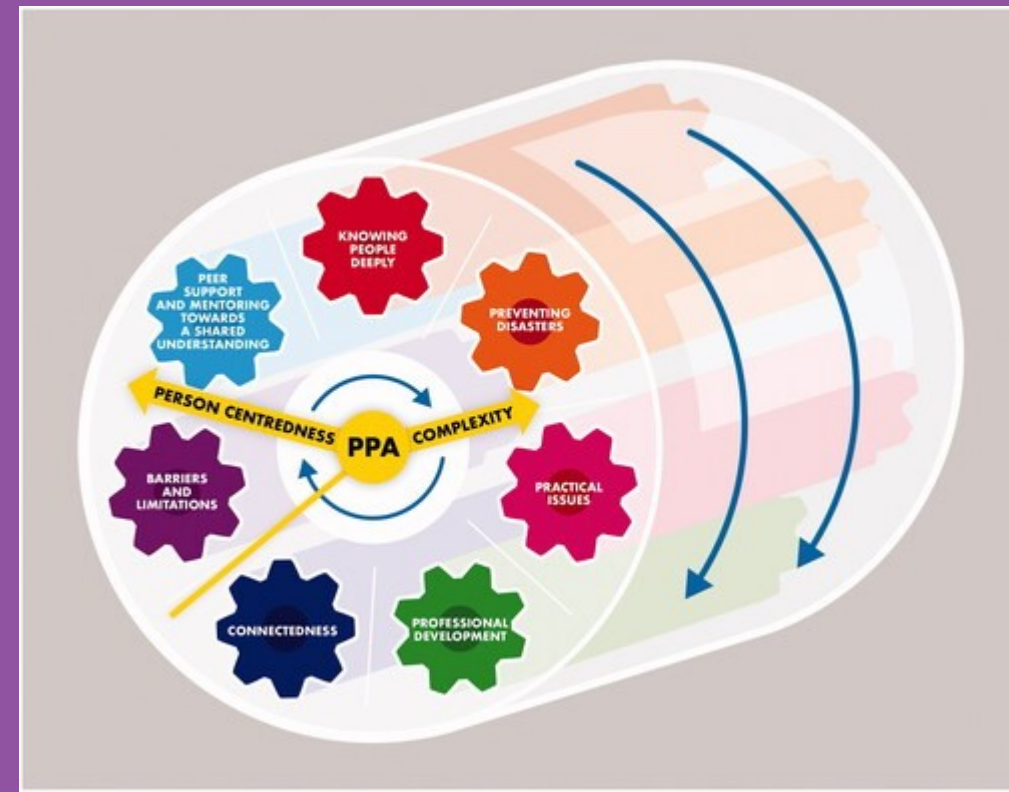 KNOWING
PEOPLE
DEEPLY
PEER
SUPPORT
AND MENTORING
TOWARDS
A SHARED
UNDERSTANDING
PREVENTING
DISASTERS
PERSON CENTREDNESS
PPA
COMPLEXITY
BARRIERS
AND
LIMITATIONS
PRACTICAL
ISSUES
CONNECTEDNESS
PROFESSIONAL
DEVELOPMENT